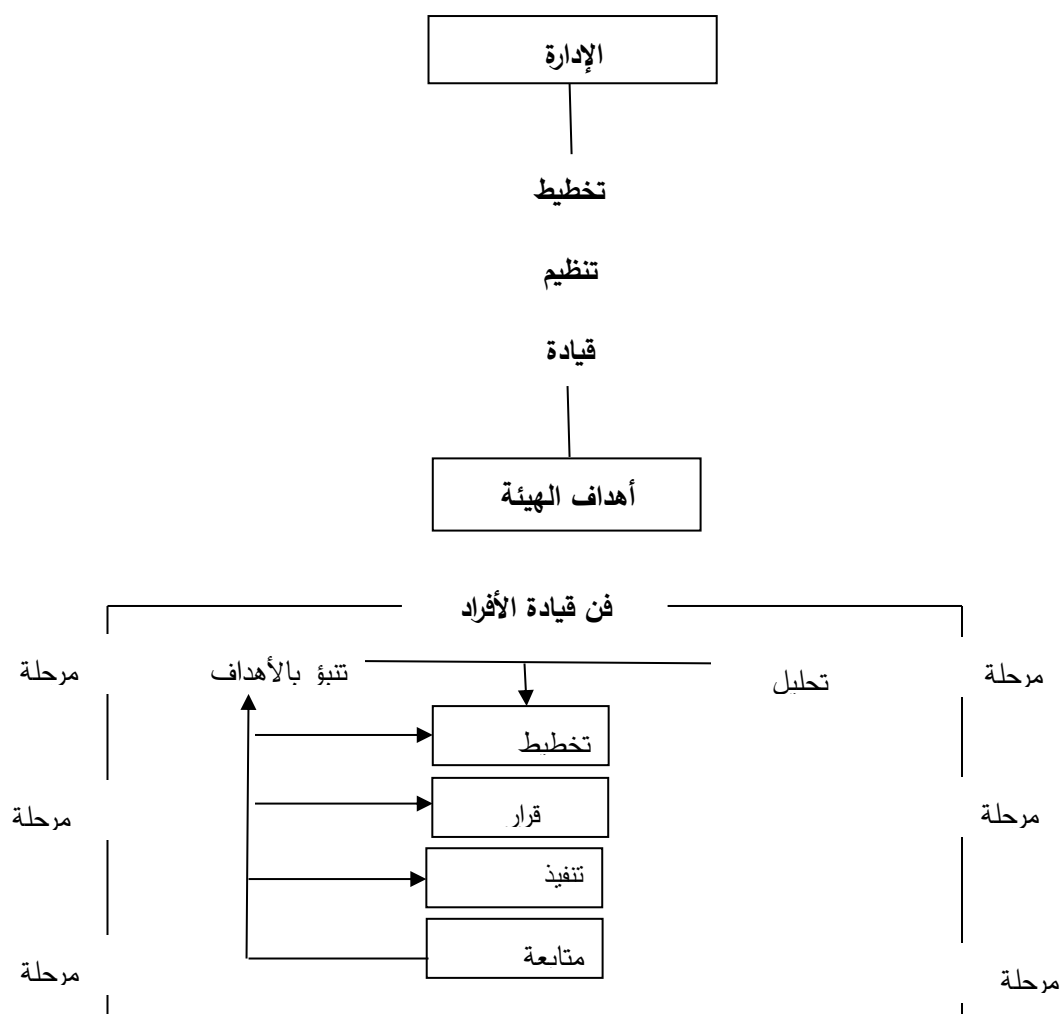 الإدارة
تخطيط
تنظيم
قيادة
أهداف الهيئة
فن قيادة الأفراد
مرحلة
تحليل
تنبؤ بالأهداف
مرحلة
تخطيط
مرحلة
قرار
مرحلة
تنفيذ
مرحلة
متابعة
مرحلة